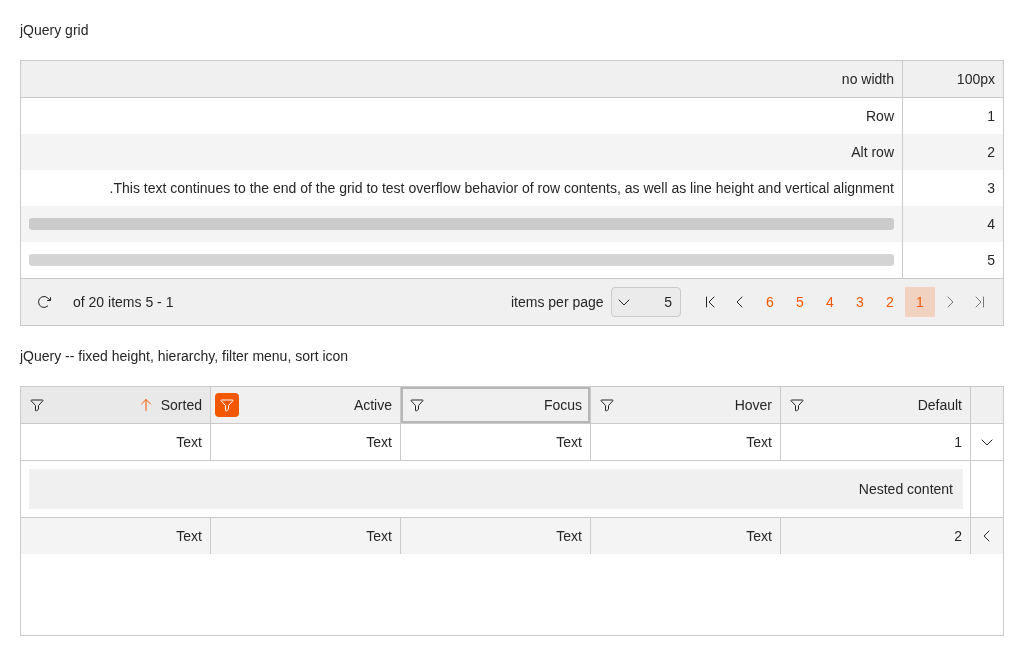 jQuery grid
no width 100px
Row 1
Alt row 2
.This text continues to the end of the grid to test overflow behavior of row contents, as well as line height and vertical alignment 3
4
5
of 20 items 5 - 1 items per page 5 6 5 4 3 2 1
jQuery -- fixed height, hierarchy, filter menu, sort icon
Sorted Active Focus Hover Default
Text Text Text Text 1
Nested content
Text Text Text Text 2